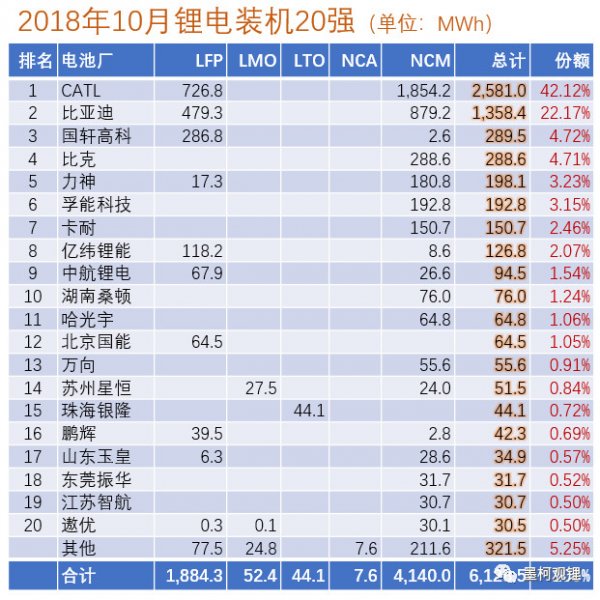 2018年10月锂电装机20强（单位：MWh）
排名 电池厂 LFP LMO LTO NCA NCM 总计 份额
1 CATL 726.8 1,854.2 2,581.0 42.12%
2 比亚迪 479.3 879.2 1,358.4 22.17%
3 国轩高科 286.8 2.6 289.5 4.72%
4 比克 288.6 288.6 4.71%
5 力神 17.3 180.8 198.1 3.23%
6 孚能科技 192.8 192.8 3.15%
7 卡耐 150.7 150.7 2.46%
8 亿纬锂能 118.2 8.6 126.8 2.07%
9 中航锂电 67.9 26.6 94.5 1.54%
10 湖南桑顿 76.0 76.0 1.24%
11 哈光宇 64.8 64.8 1.06%
12 北京国能 64.5 64.5 1.05%
13 万向 55.6 55.6 0.91%
14 苏州星恒 27.5 24.0 51.5 0.84%
15 珠海银隆 44.1 44.1 0.72%
16 鹏辉 39.5 2.8 42.3 0.69%
17 山东玉皇 6.3 28.6 34.9 0.57%
18 东莞振华 31.7 31.7 0.52%
19 江苏智航 30.7 30.7 0.50%
20 遨优 0.3 0.1 30.1 30.5 0.50%
其他 77.5 24.8 7.6 211.6 321.5 5.25%
合计 1,884.3 52.4 44.1 7.6 4,140.0
墨柯观锂